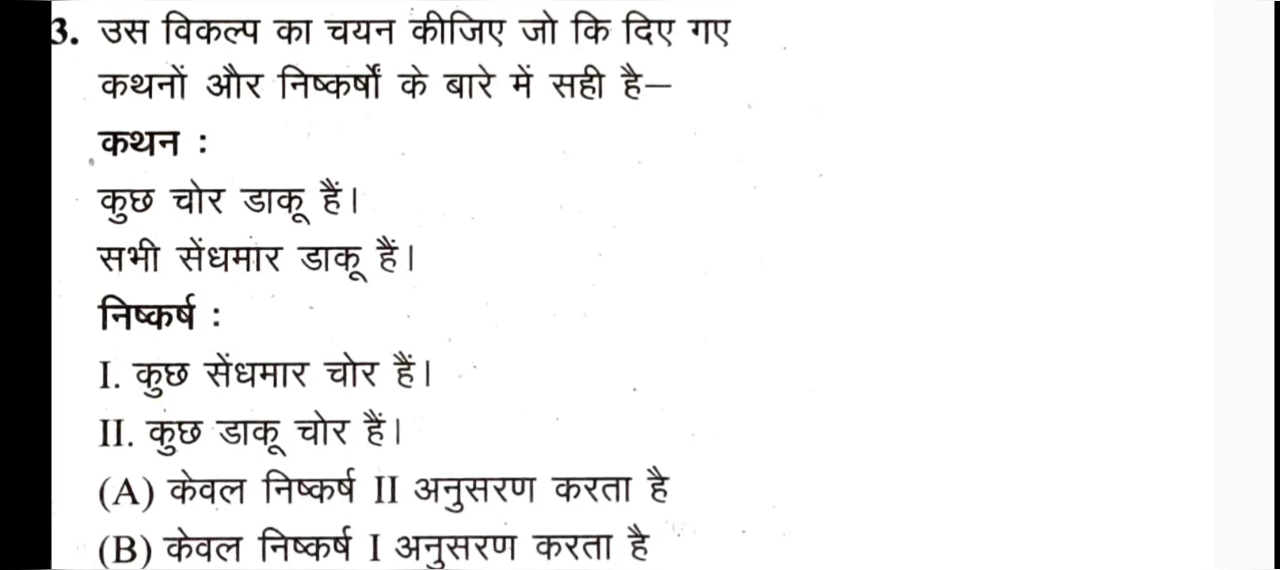 3. उस विकल्प का चयन कीजिए जो कि दिए गए
कथनों और निष्कर्षों के बारे में सही है–
कथन :
कुछ चोर डाकू हैं।
सभी सेंधमार डाकू हैं।
निष्कर्ष :
I. कुछ सेंधमार चोर हैं।
II. कुछ डाकू चोर हैं।
(A) केवल निष्कर्ष II अनुसरण करता है
(B) केवल निष्कर्ष I अनुसरण करता है